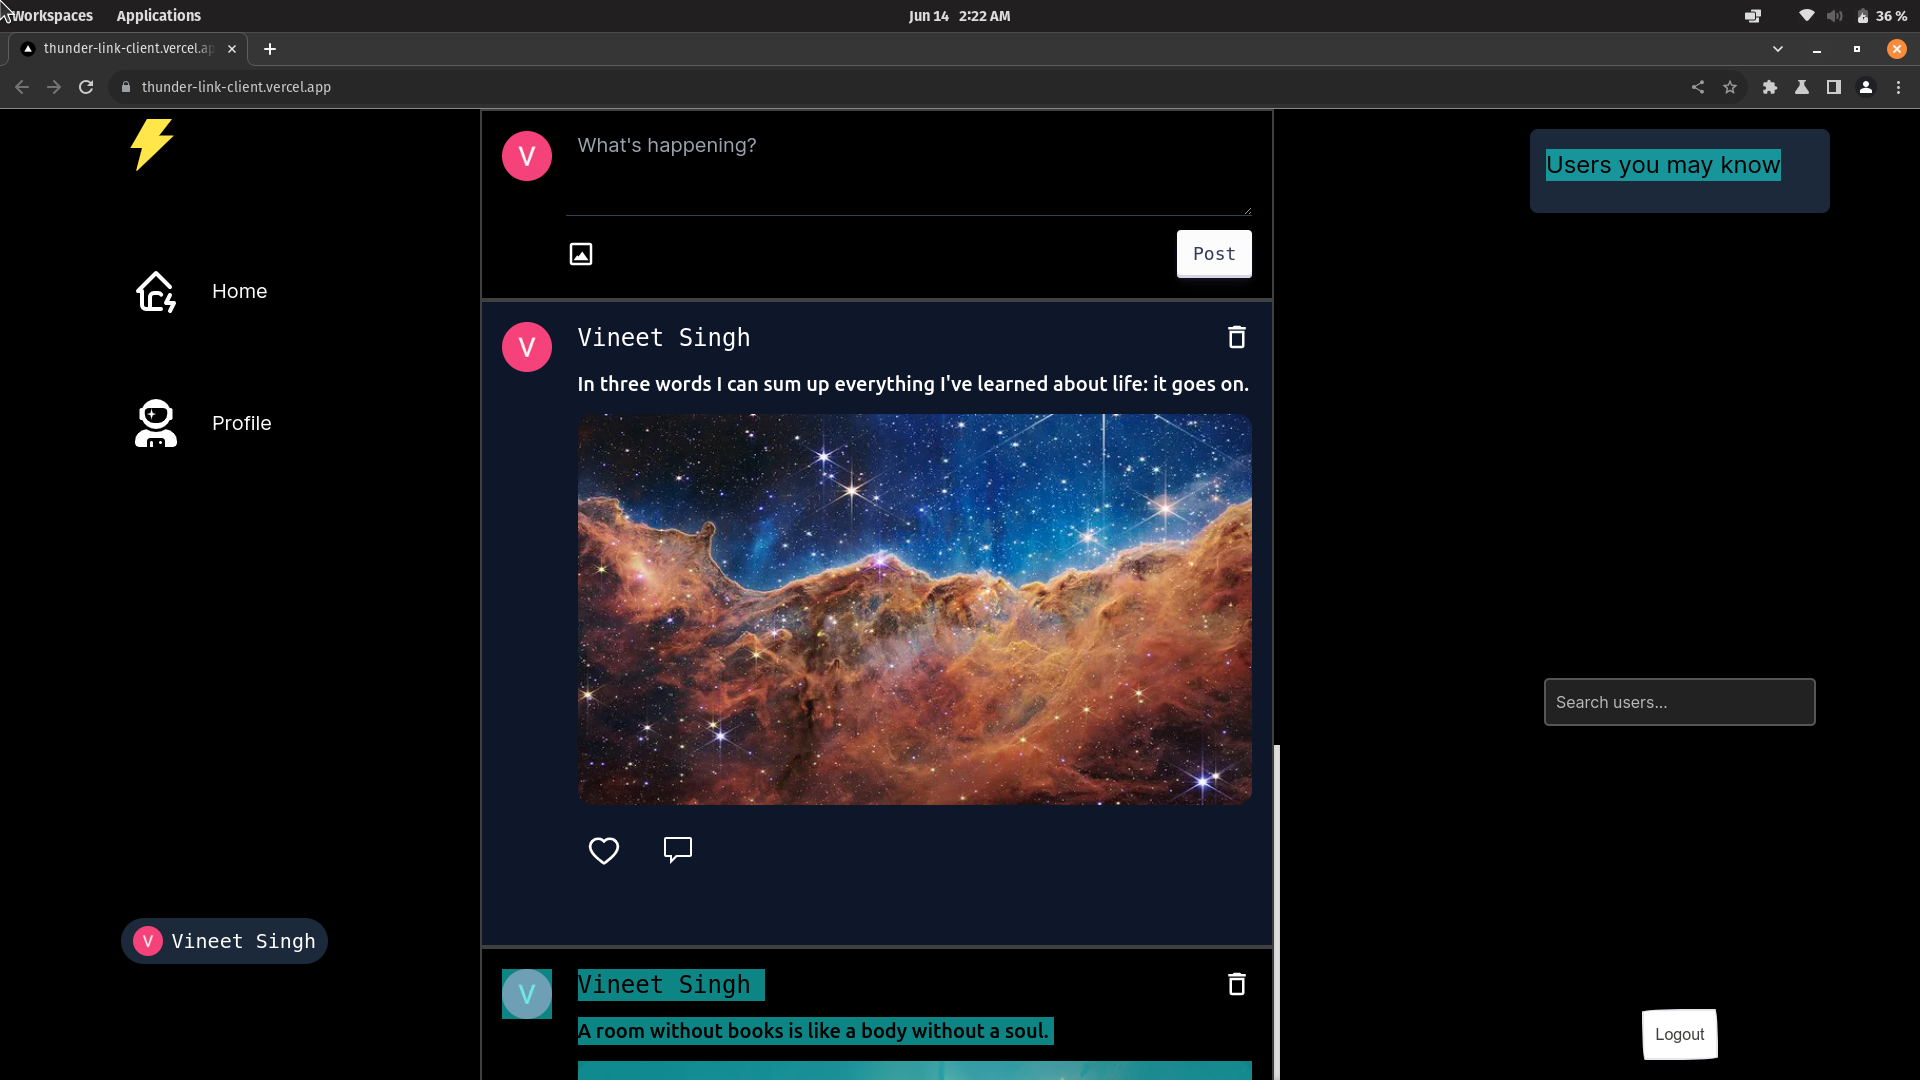 Workspaces
Applications
Jun 14 2:22 AM
36 %
thunder-link-client.vercel.ap
thunder-link-client.vercel.app
V
What's happening?
Post
Home
Profile
V
Vineet Singh
In three words I can sum up everything I've learned about life: it goes on.
V
Vineet Singh
V
Vineet Singh
A room without books is like a body without a soul.
Users you may know
Search users...
Logout